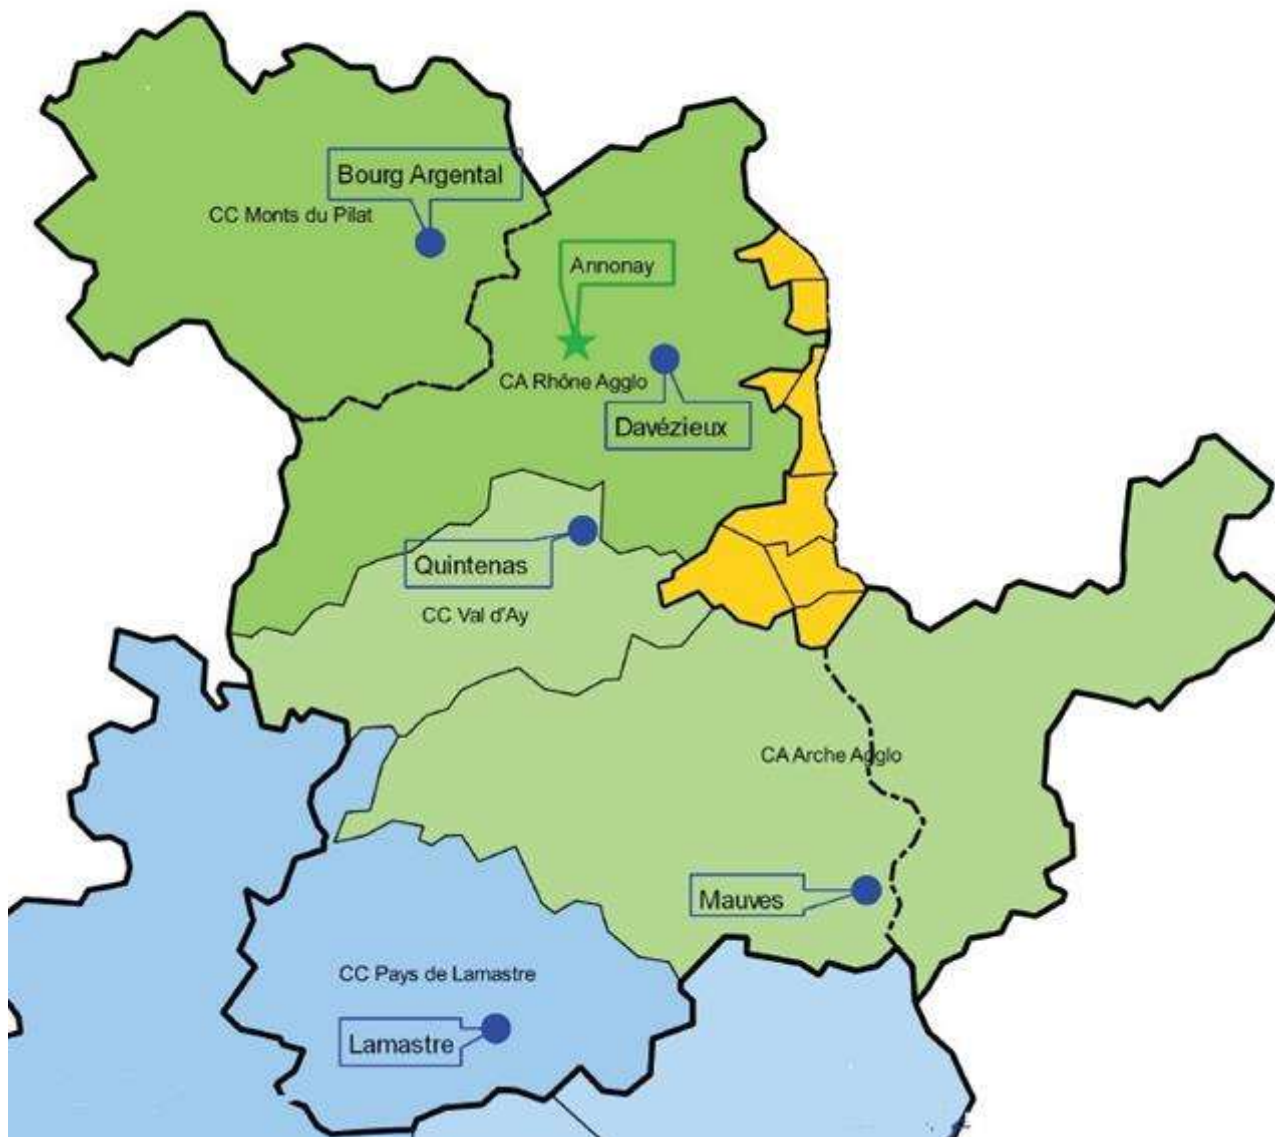 Bourg Argental
CC Monts du Pilat
Annonay
CA Rhône Agglo
Davézieux
Quintenas
CC Val d'Ay
CA Arche Agglo
Mauves
CC Pays de Lamastre
Lamastre